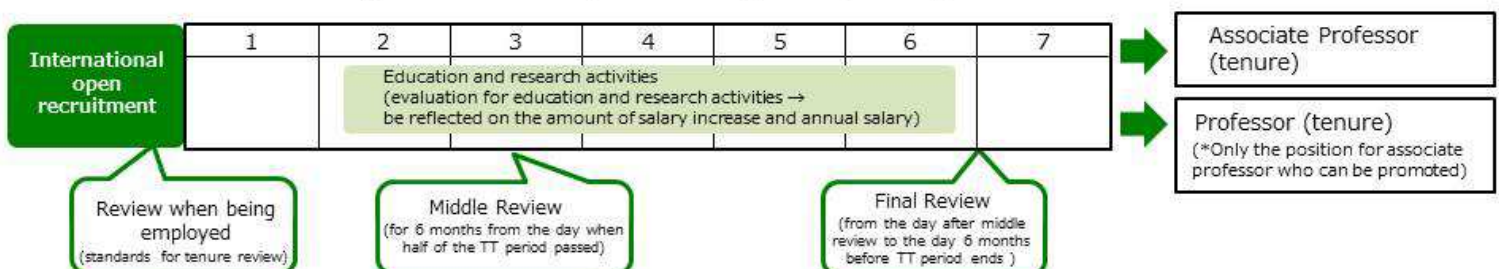 International
open
recruitment
1 2 3 4 5 6 7
Education and research activities
(evaluation for education and research activities →
be reflected on the amount of salary increase and annual salary)
Associate Professor
(tenure)
Professor (tenure)
(*Only the position for associate
professor who can be promoted)
Review when being
employed
(standards for tenure review)
Middle Review
(for 6 months from the day when
half of the TT period passed)
Final Review
(from the day after middle
review to the day 6 months
before TT period ends )